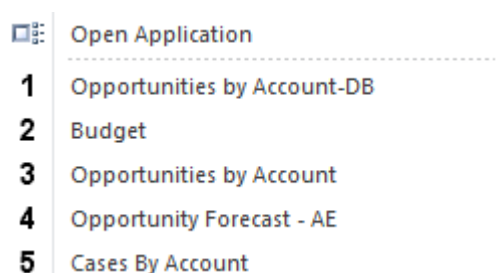 Open Application
1 Opportunities by Account-DB
2 Budget
3 Opportunities by Account
4 Opportunity Forecast - AE
5 Cases By Account